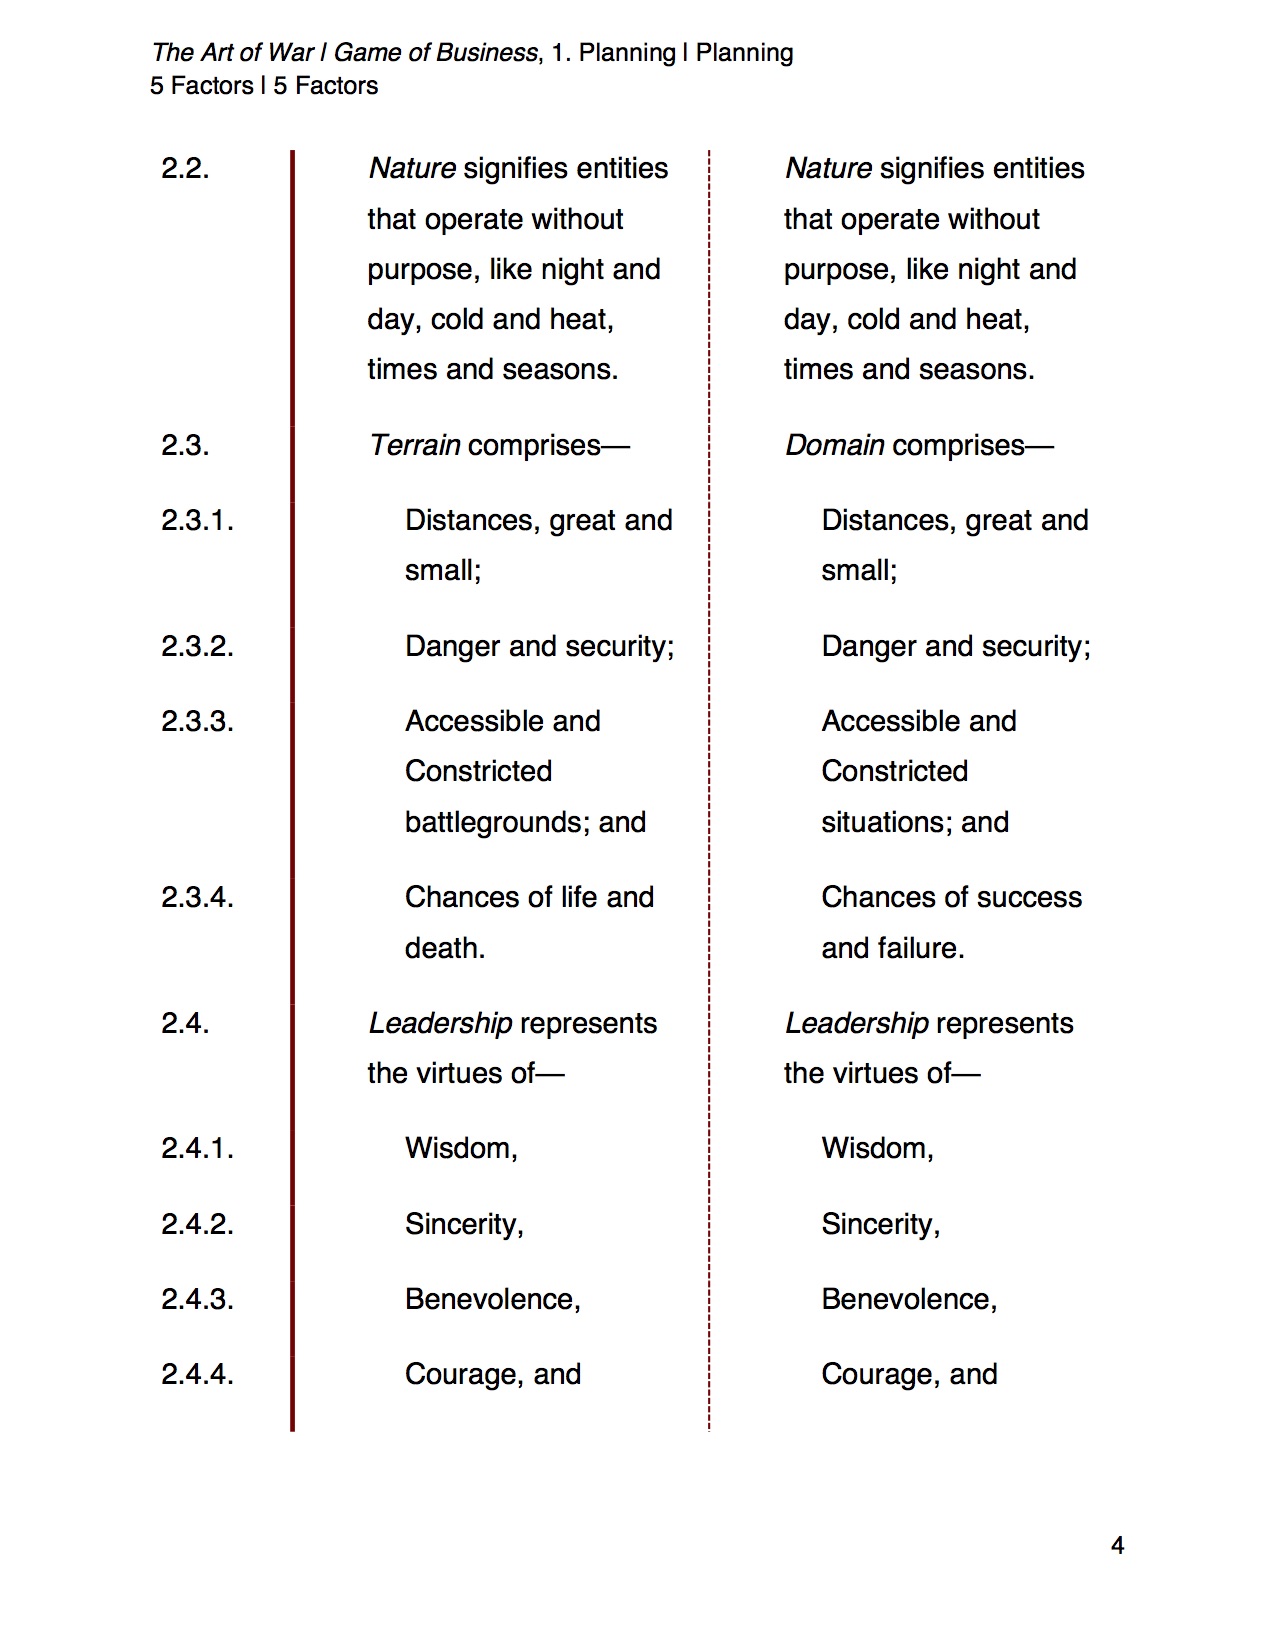 The Art of War | Game of Business, 1. Planning | Planning
5 Factors | 5 Factors
2.2. Nature signifies entities Nature signifies entities
that operate without that operate without
purpose, like night and purpose, like night and
day, cold and heat, day, cold and heat,
times and seasons. times and seasons.
2.3. Terrain comprises— Domain comprises—
2.3.1. Distances, great and Distances, great and
small; small;
2.3.2. Danger and security; Danger and security;
2.3.3. Accessible and Accessible and
Constricted Constricted
battlegrounds; and situations; and
2.3.4. Chances of life and Chances of success
death. and failure.
2.4. Leadership represents Leadership represents
the virtues of— the virtues of—
2.4.1. Wisdom, Wisdom,
2.4.2. Sincerity, Sincerity,
2.4.3. Benevolence, Benevolence,
2.4.4. Courage, and Courage, and
4